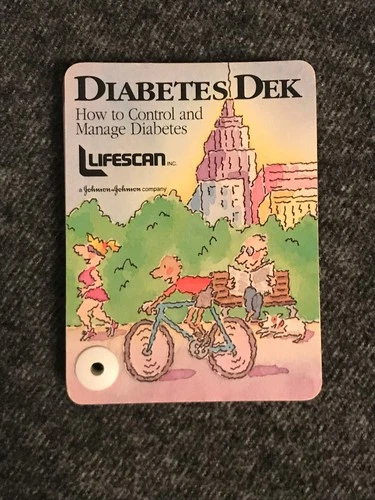 DIABETES DEK
How to Control and
Manage Diabetes
LIFESCAN INC.
a Johnson & Johnson company